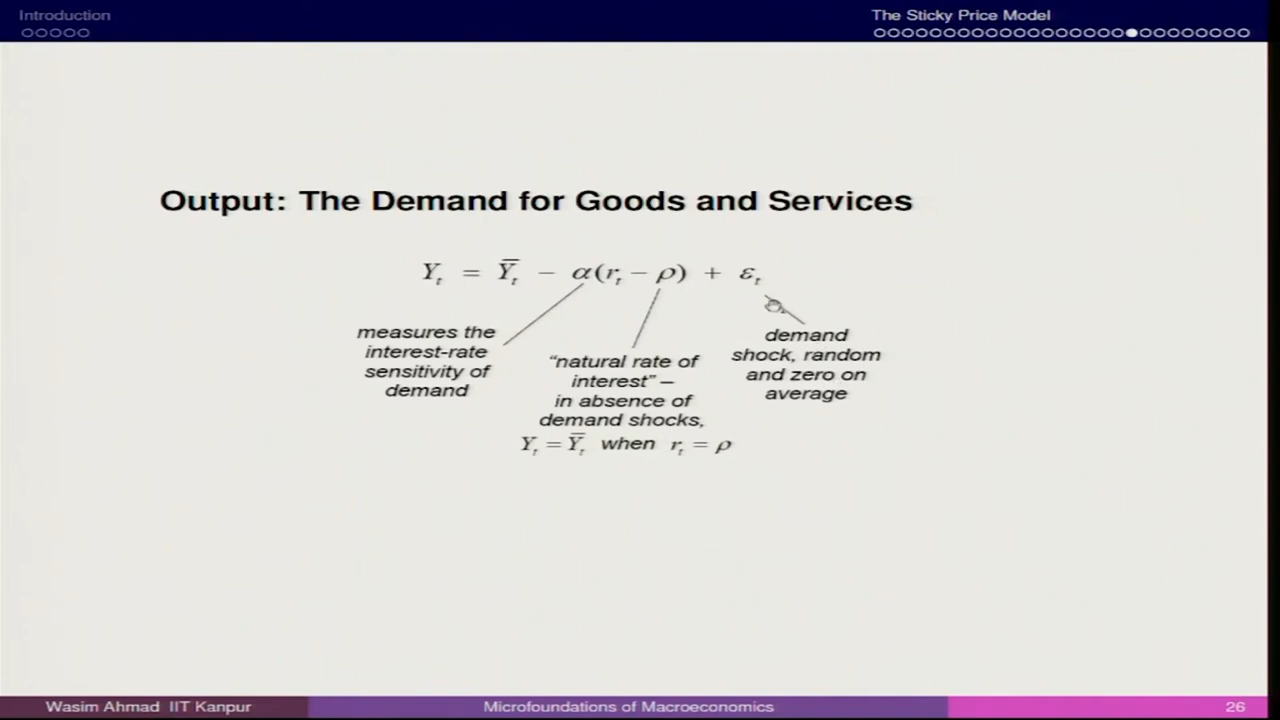 Introduction
The Sticky Price Model
Output: The Demand for Goods and Services
Yₜ = Ȳₜ − α(rₜ − ρ) + εₜ
measures the
interest-rate
sensitivity of
demand
"natural rate of
interest" –
in absence of
demand shocks,
Yₜ = Ȳₜ when rₜ = ρ
demand
shock, random
and zero on
average
Wasim Ahmad IIT Kanpur
Microfoundations of Macroeconomics
26